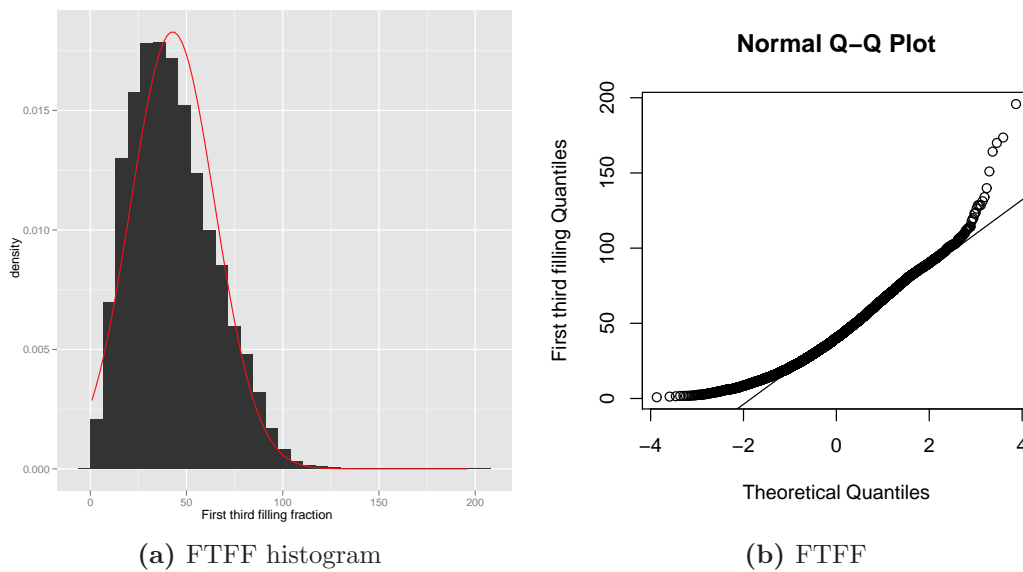 0.015
0.010
0.005
0.000
density
0 50 100 150 200
First third filling fraction
(a) FTFF histogram
Normal Q−Q Plot
200
150
100
50
0
First third filling Quantiles
−4 −2 0 2 4
Theoretical Quantiles
(b) FTFF